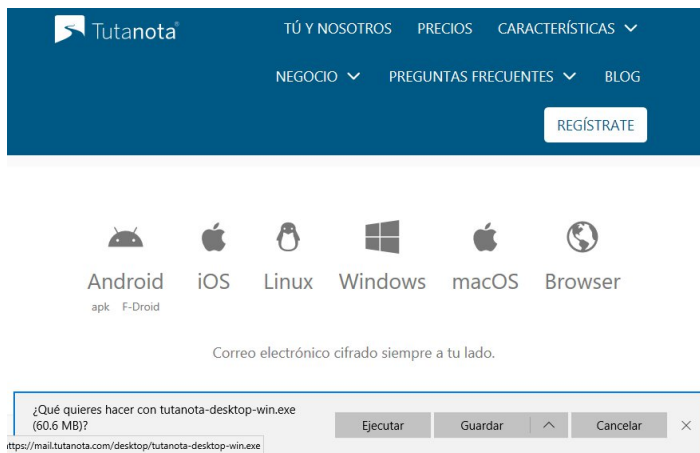 Tutanota®
TÚ Y NOSOTROS PRECIOS CARACTERÍSTICAS
NEGOCIO PREGUNTAS FRECUENTES BLOG
REGÍSTRATE
Android iOS Linux Windows macOS Browser
apk F-Droid
Correo electrónico cifrado siempre a tu lado.
¿Qué quieres hacer con tutanota-desktop-win.exe
(60.6 MB)?
Ejecutar Guardar Cancelar
ttps://mail.tutanota.com/desktop/tutanota-desktop-win.exe